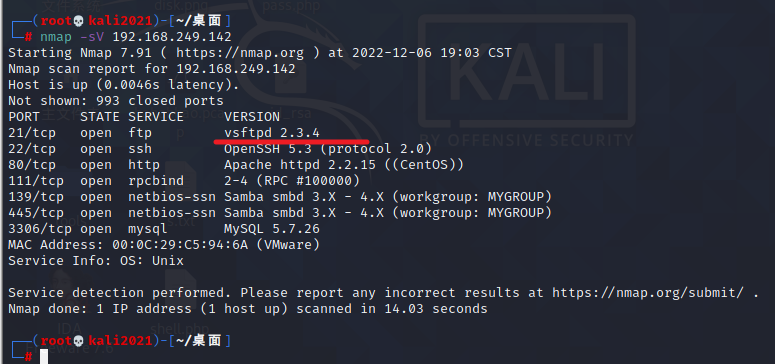 disk.php pass.php
┌──(root💀kali2021)-[~/桌面]
└─# nmap -sV 192.168.249.142
Starting Nmap 7.91 ( https://nmap.org ) at 2022-12-06 19:03 CST
Nmap scan report for 192.168.249.142
Host is up (0.0046s latency).
Not shown: 993 closed ports
PORT STATE SERVICE VERSION
21/tcp open ftp vsftpd 2.3.4
22/tcp open ssh OpenSSH 5.3 (protocol 2.0)
80/tcp open http Apache httpd 2.2.15 ((CentOS))
111/tcp open rpcbind 2-4 (RPC #100000)
139/tcp open netbios-ssn Samba smbd 3.X - 4.X (workgroup: MYGROUP)
445/tcp open netbios-ssn Samba smbd 3.X - 4.X (workgroup: MYGROUP)
3306/tcp open mysql MySQL 5.7.26
MAC Address: 00:0C:29:C5:94:6A (VMware)
Service Info: OS: Unix
Service detection performed. Please report any incorrect results at https://nmap.org/submit/ .
Nmap done: 1 IP address (1 host up) scanned in 14.03 seconds
┌──(root💀kali2021)-[~/桌面]
└─#
KALI
BY OFFENSIVE SECURITY
IDA shell.php